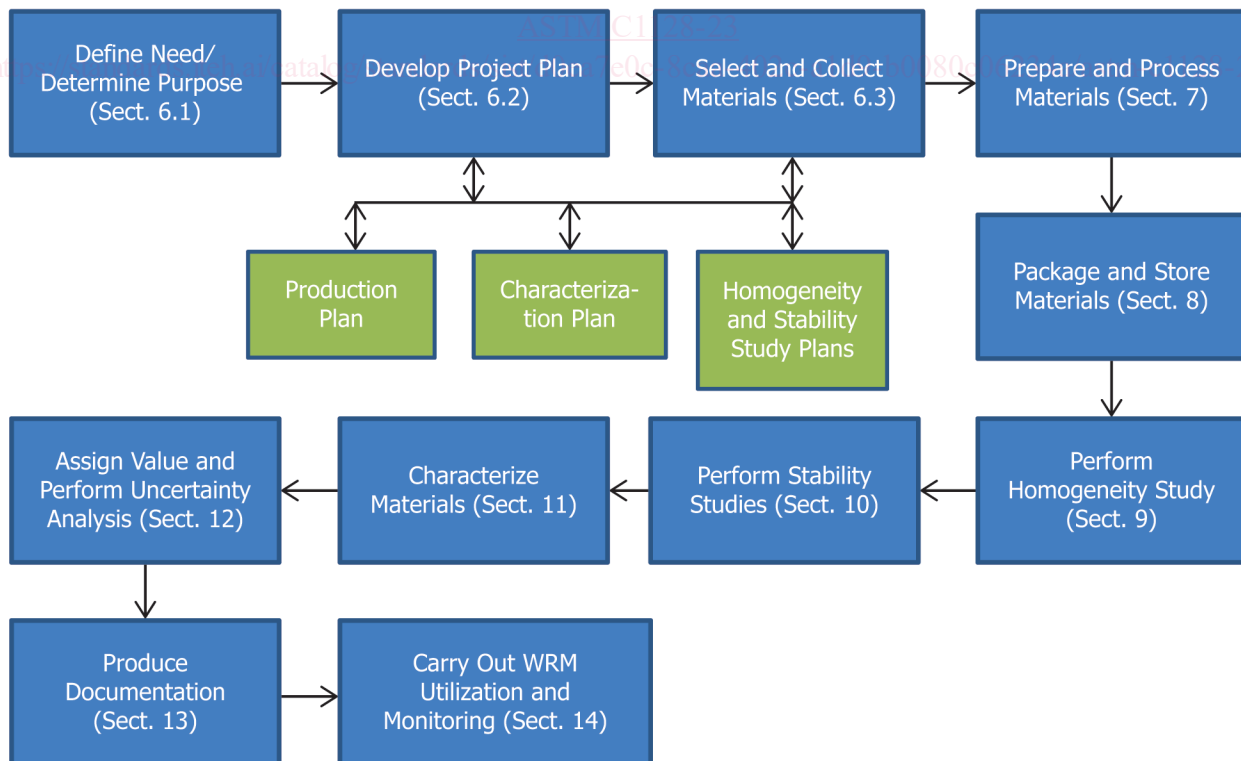 ASTM C1128-23
Define Need/
Determine Purpose
(Sect. 6.1)
Develop Project Plan
(Sect. 6.2)
Select and Collect
Materials (Sect. 6.3)
Prepare and Process
Materials (Sect. 7)
Production
Plan
Characteriza-
tion Plan
Homogeneity
and Stability
Study Plans
Package and Store
Materials (Sect. 8)
Assign Value and
Perform Uncertainty
Analysis (Sect. 12)
Characterize
Materials (Sect. 11)
Perform Stability
Studies (Sect. 10)
Perform
Homogeneity Study
(Sect. 9)
Produce
Documentation
(Sect. 13)
Carry Out WRM
Utilization and
Monitoring (Sect. 14)